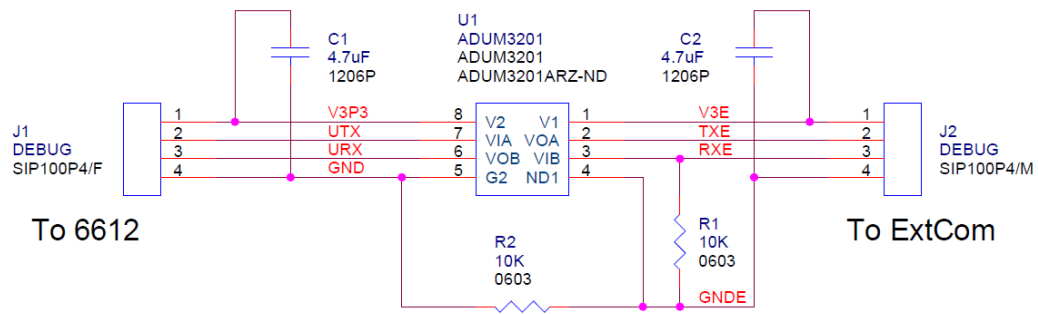 U1
ADUM3201
ADUM3201
ADUM3201ARZ-ND
C1
4.7uF
1206P
C2
4.7uF
1206P
J1
DEBUG
SIP100P4/F
1
2
3
4
V3P3
UTX
URX
GND
8
7
6
5
V2 V1
VIA VOA
VOB VIB
G2 ND1
1
2
3
4
V3E
TXE
RXE
1
2
3
4
J2
DEBUG
SIP100P4/M
To 6612
To ExtCom
R2
10K
0603
R1
10K
0603
GNDE